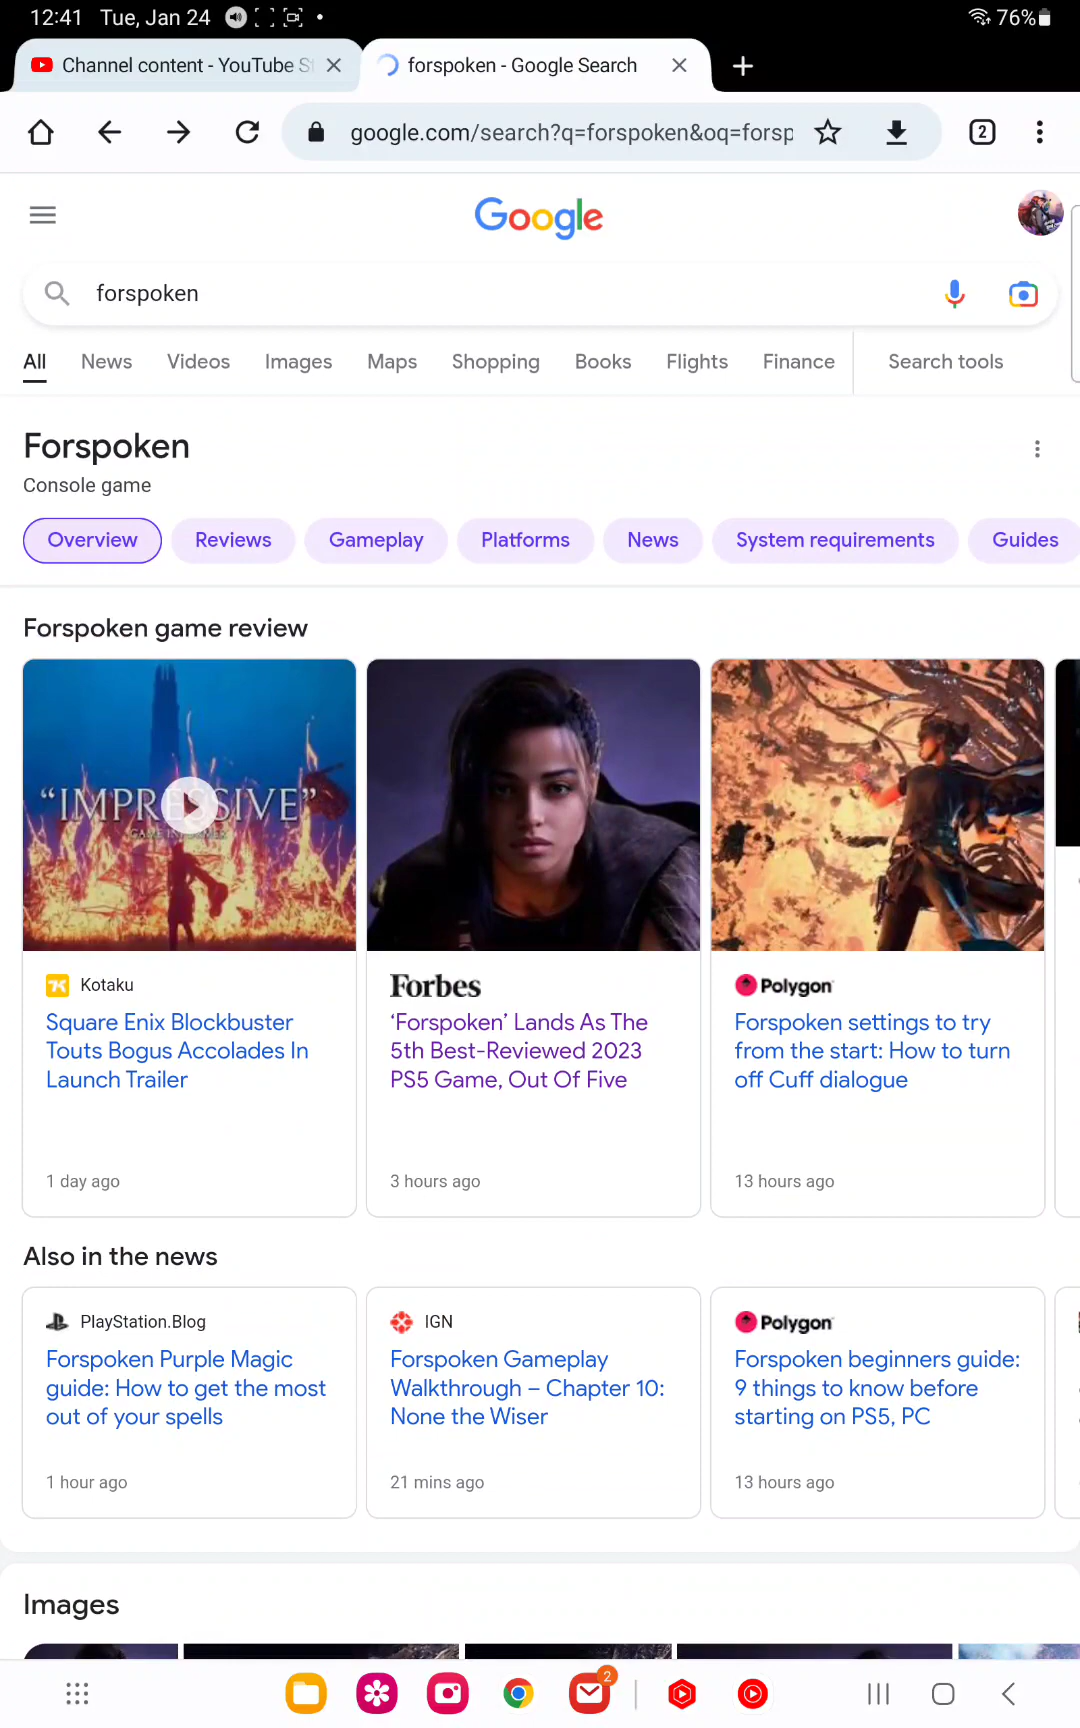 12:41 Tue, Jan 24 76%
Channel content - YouTube S
forspoken - Google Search
google.com/search?q=forspoken&oq=forsp
2
Google
forspoken
All News Videos Images Maps Shopping Books Flights Finance Search tools
Forspoken
Console game
Overview Reviews Gameplay Platforms News System requirements Guides
Forspoken game review
“IMPRESSIVE”
Kotaku
Square Enix Blockbuster
Touts Bogus Accolades In
Launch Trailer
1 day ago
Forbes
‘Forspoken’ Lands As The
5th Best-Reviewed 2023
PS5 Game, Out Of Five
3 hours ago
Polygon
Forspoken settings to try
from the start: How to turn
off Cuff dialogue
13 hours ago
Also in the news
PlayStation.Blog
Forspoken Purple Magic
guide: How to get the most
out of your spells
1 hour ago
IGN
Forspoken Gameplay
Walkthrough – Chapter 10:
None the Wiser
21 mins ago
Polygon
Forspoken beginners guide:
9 things to know before
starting on PS5, PC
13 hours ago
Images
2